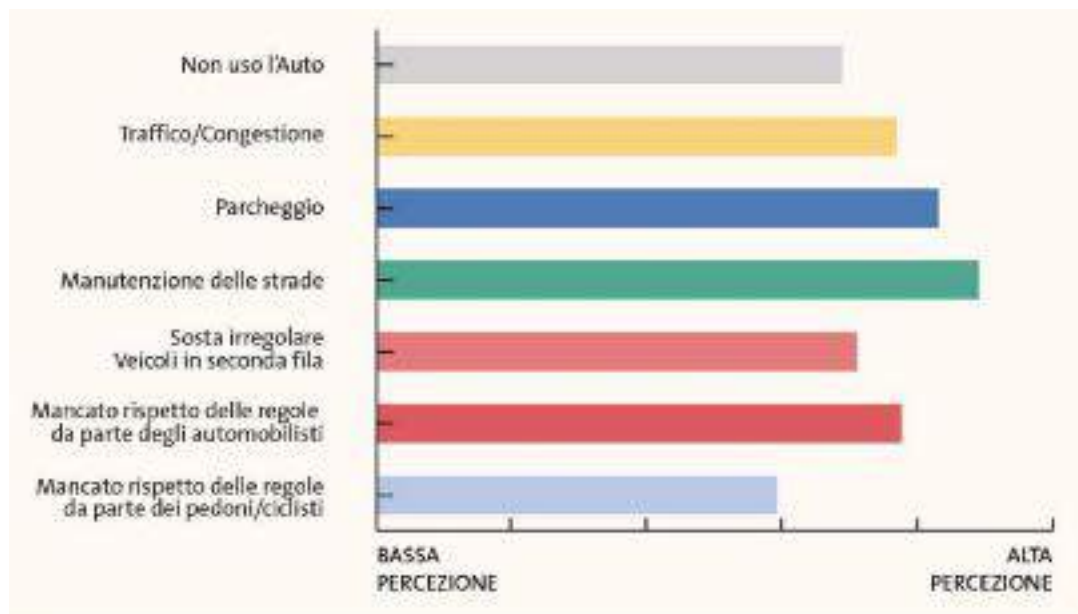 Non uso l'Auto
Traffico/Congestione
Parcheggio
Manutenzione delle strade
Sosta irregolare
Veicoli in seconda fila
Mancato rispetto delle regole
da parte degli automobilisti
Mancato rispetto delle regole
da parte dei pedoni/ciclisti
BASSA
PERCEZIONE
ALTA
PERCEZIONE